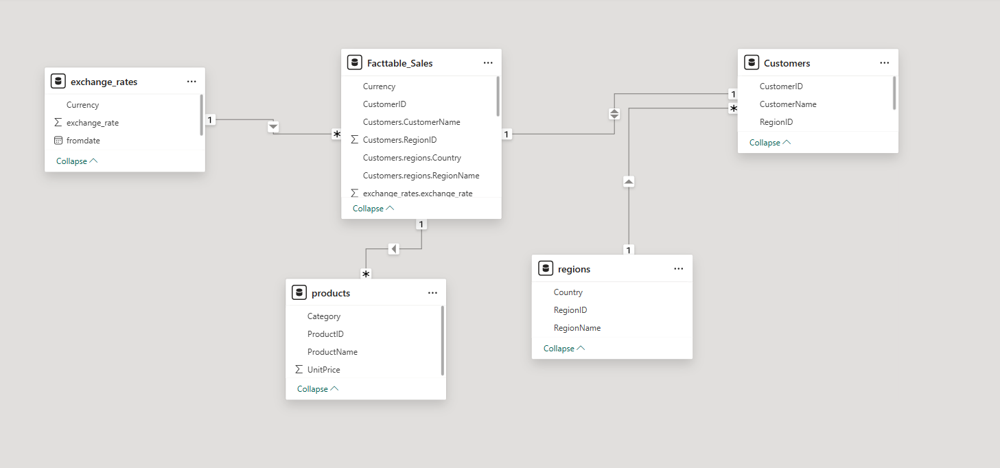 exchange_rates
Currency
exchange_rate
fromdate
Collapse
1
*
Facttable_Sales
Currency
CustomerID
Customers.CustomerName
Customers.RegionID
Customers.regions.Country
Customers.regions.RegionName
exchange_rates.exchange_rate
Collapse
1
1
*
Customers
CustomerID
CustomerName
RegionID
Collapse
1
*
products
Category
ProductID
ProductName
UnitPrice
Collapse
1
regions
Country
RegionID
RegionName
Collapse